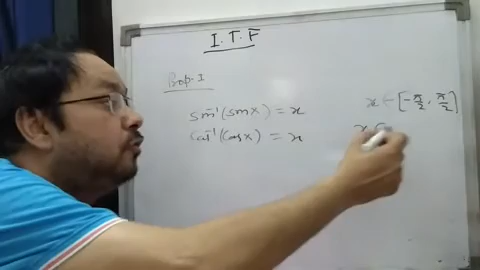 I.T.F
Prop-I
sin⁻¹(sin x) = x x ∈ [-π/2, π/2]
cos⁻¹(cos x) = x x ∈